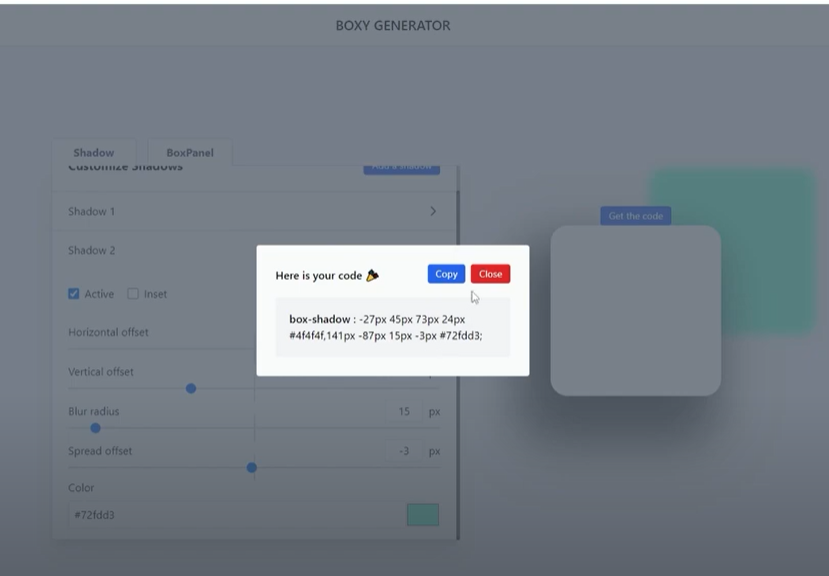 BOXY GENERATOR
Shadow
BoxPanel
Customize Shadows
Add a shadow
Shadow 1
Shadow 2
Active
Inset
Horizontal offset
Vertical offset
Blur radius
15 px
Spread offset
-3 px
Color
#72fdd3
Here is your code
Copy
Close
box-shadow : -27px 45px 73px 24px
#4f4f4f,141px -87px 15px -3px #72fdd3;
Get the code